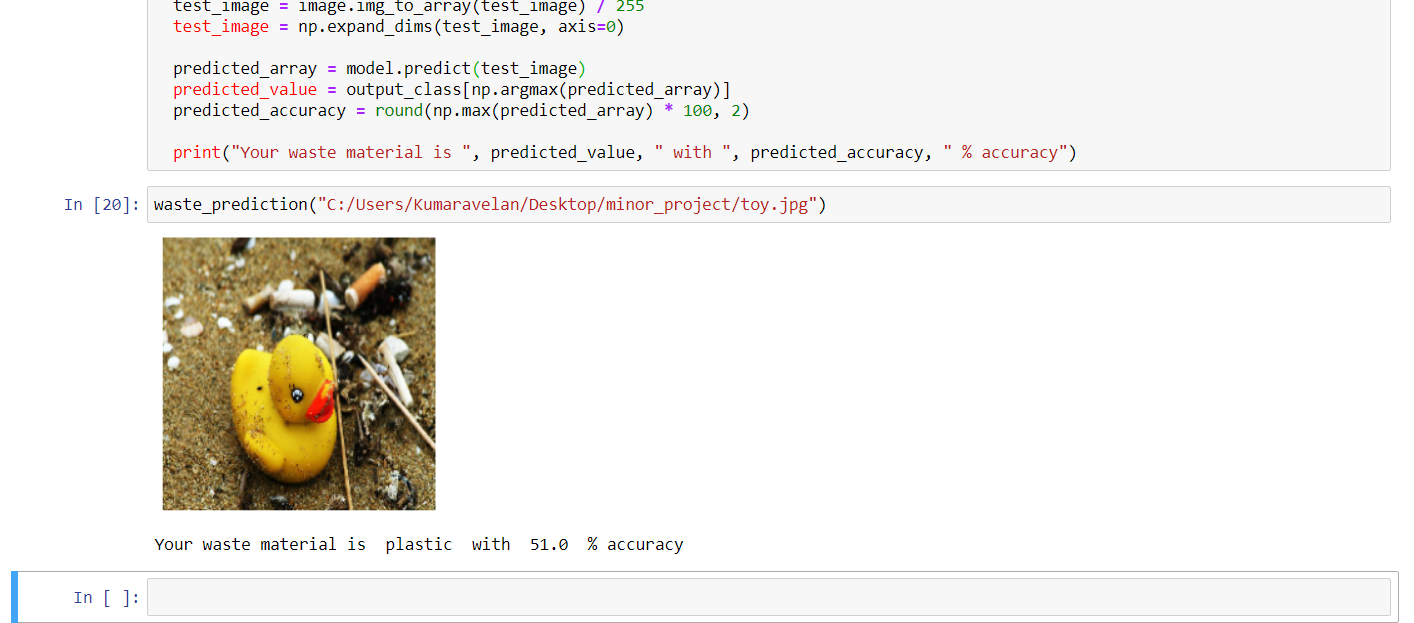 test_image = image.img_to_array(test_image) / 255
test_image = np.expand_dims(test_image, axis=0)
predicted_array = model.predict(test_image)
predicted_value = output_class[np.argmax(predicted_array)]
predicted_accuracy = round(np.max(predicted_array) * 100, 2)
print("Your waste material is ", predicted_value, " with ", predicted_accuracy, " % accuracy")
In [20]: waste_prediction("C:/Users/Kumaravelan/Desktop/minor_project/toy.jpg")
Your waste material is  plastic  with  51.0  % accuracy
In [ ]: